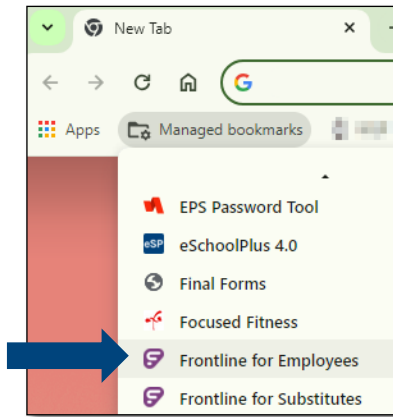 New Tab
G
Apps Managed bookmarks
EPS Password Tool
eSP eSchoolPlus 4.0
Final Forms
Focused Fitness
Frontline for Employees
Frontline for Substitutes